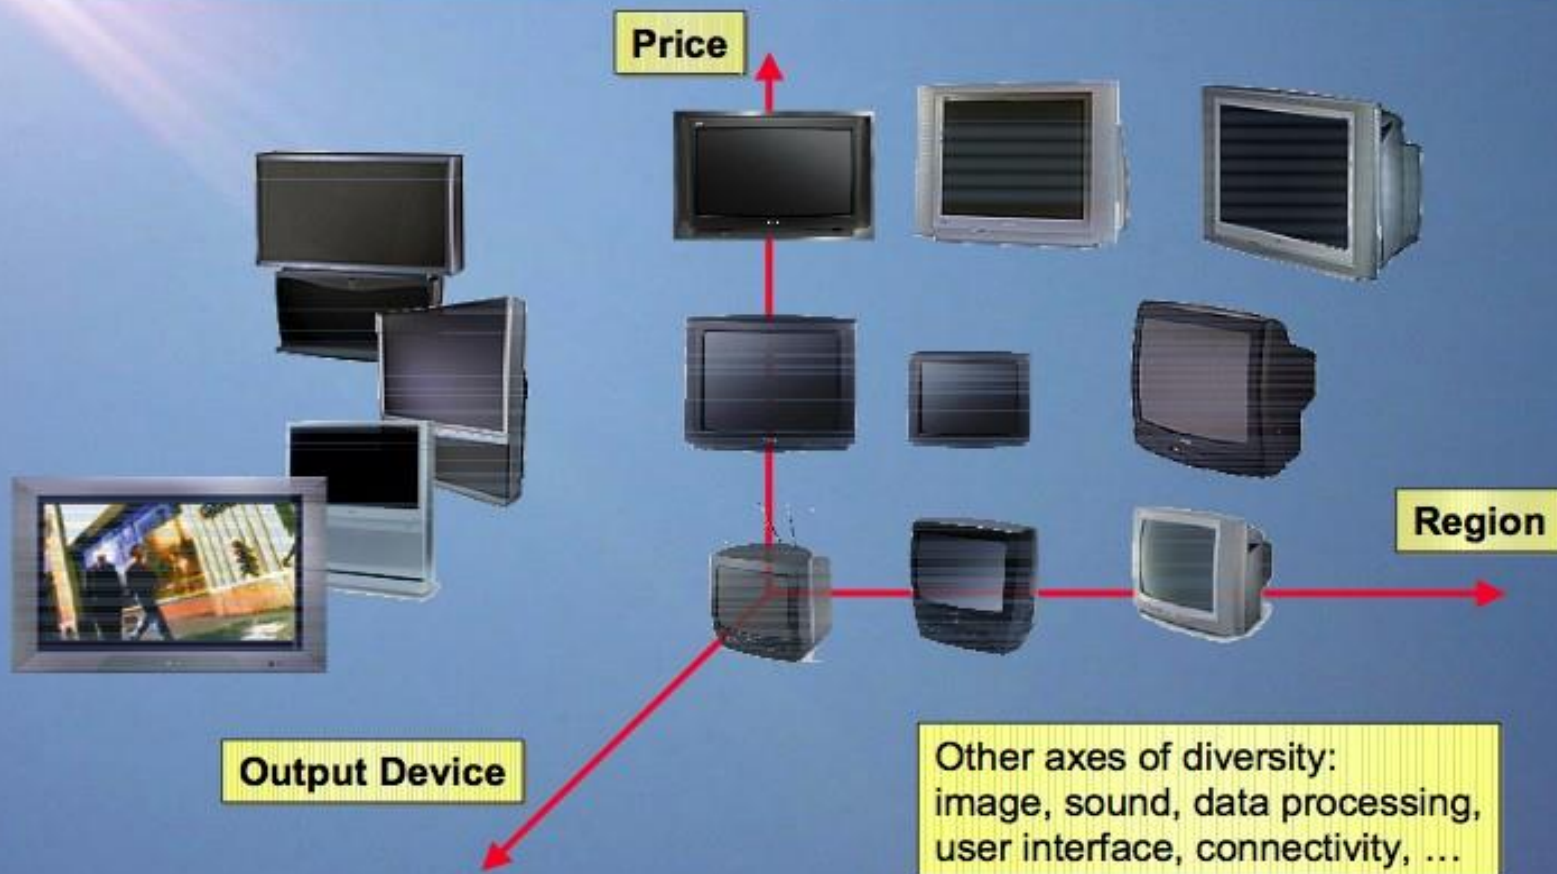 Price
Region
Output Device
Other axes of diversity:
image, sound, data processing,
user interface, connectivity, ...